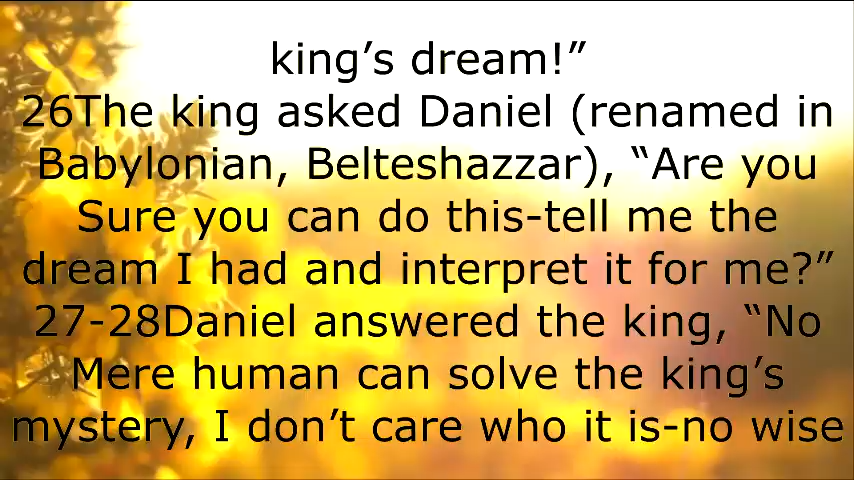 king’s dream!”
26The king asked Daniel (renamed in
Babylonian, Belteshazzar), “Are you
Sure you can do this-tell me the
dream I had and interpret it for me?”
27-28Daniel answered the king, “No
Mere human can solve the king’s
mystery, I don’t care who it is-no wise